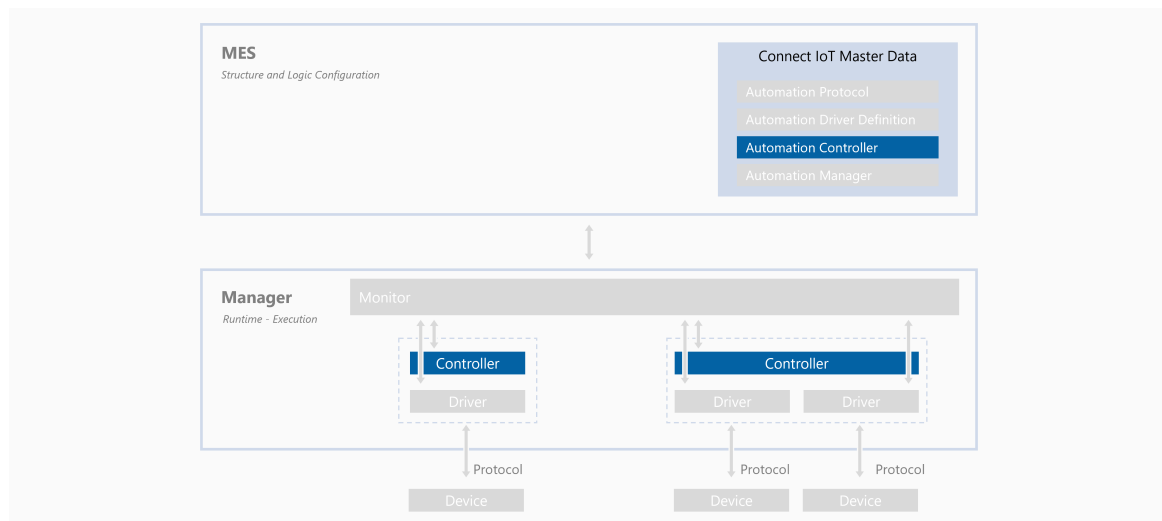 MES
Structure and Logic Configuration
Connect IoT Master Data
Automation Protocol
Automation Driver Definition
Automation Controller
Automation Manager
Manager
Runtime - Execution
Monitor
Controller
Controller
Driver
Driver
Driver
Protocol
Protocol
Protocol
Device
Device
Device